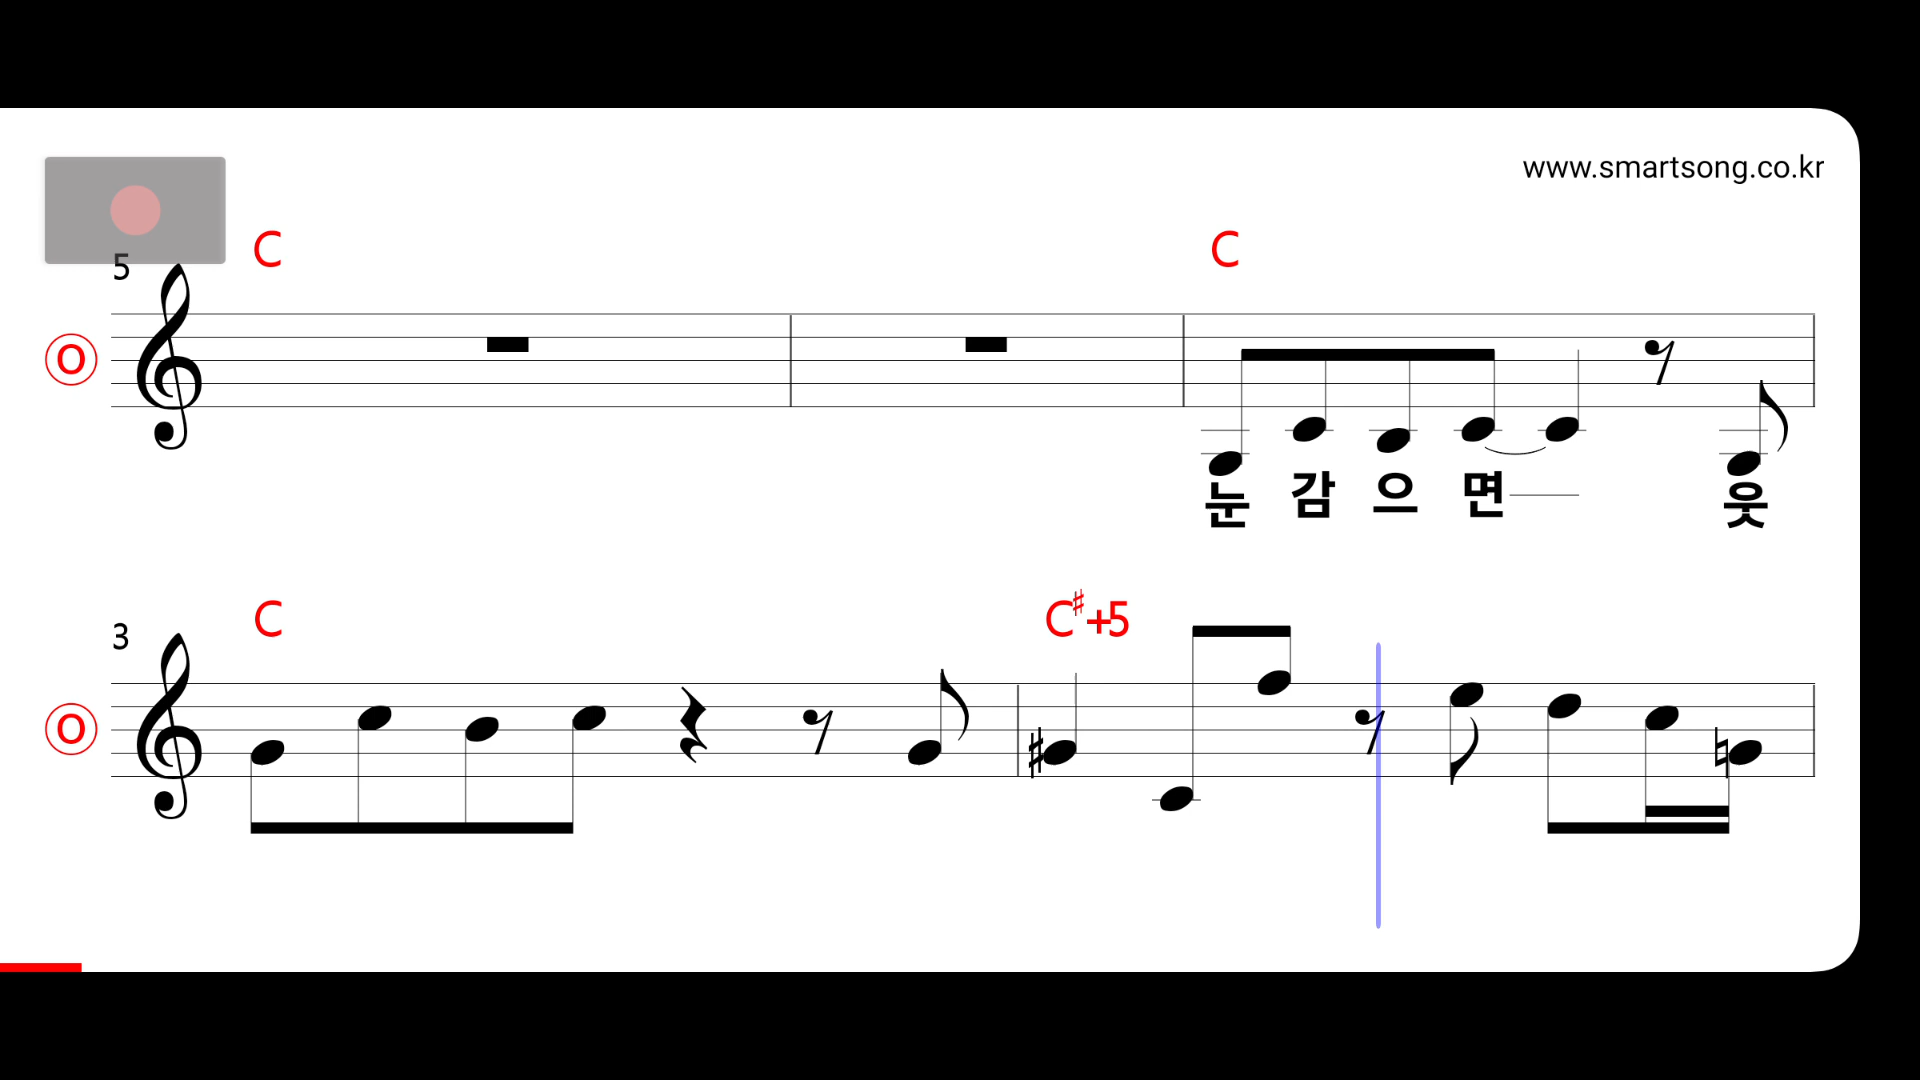 www.smartsong.co.kr
5 C C
O
눈 감으면 웃
3 C C♯+5
O